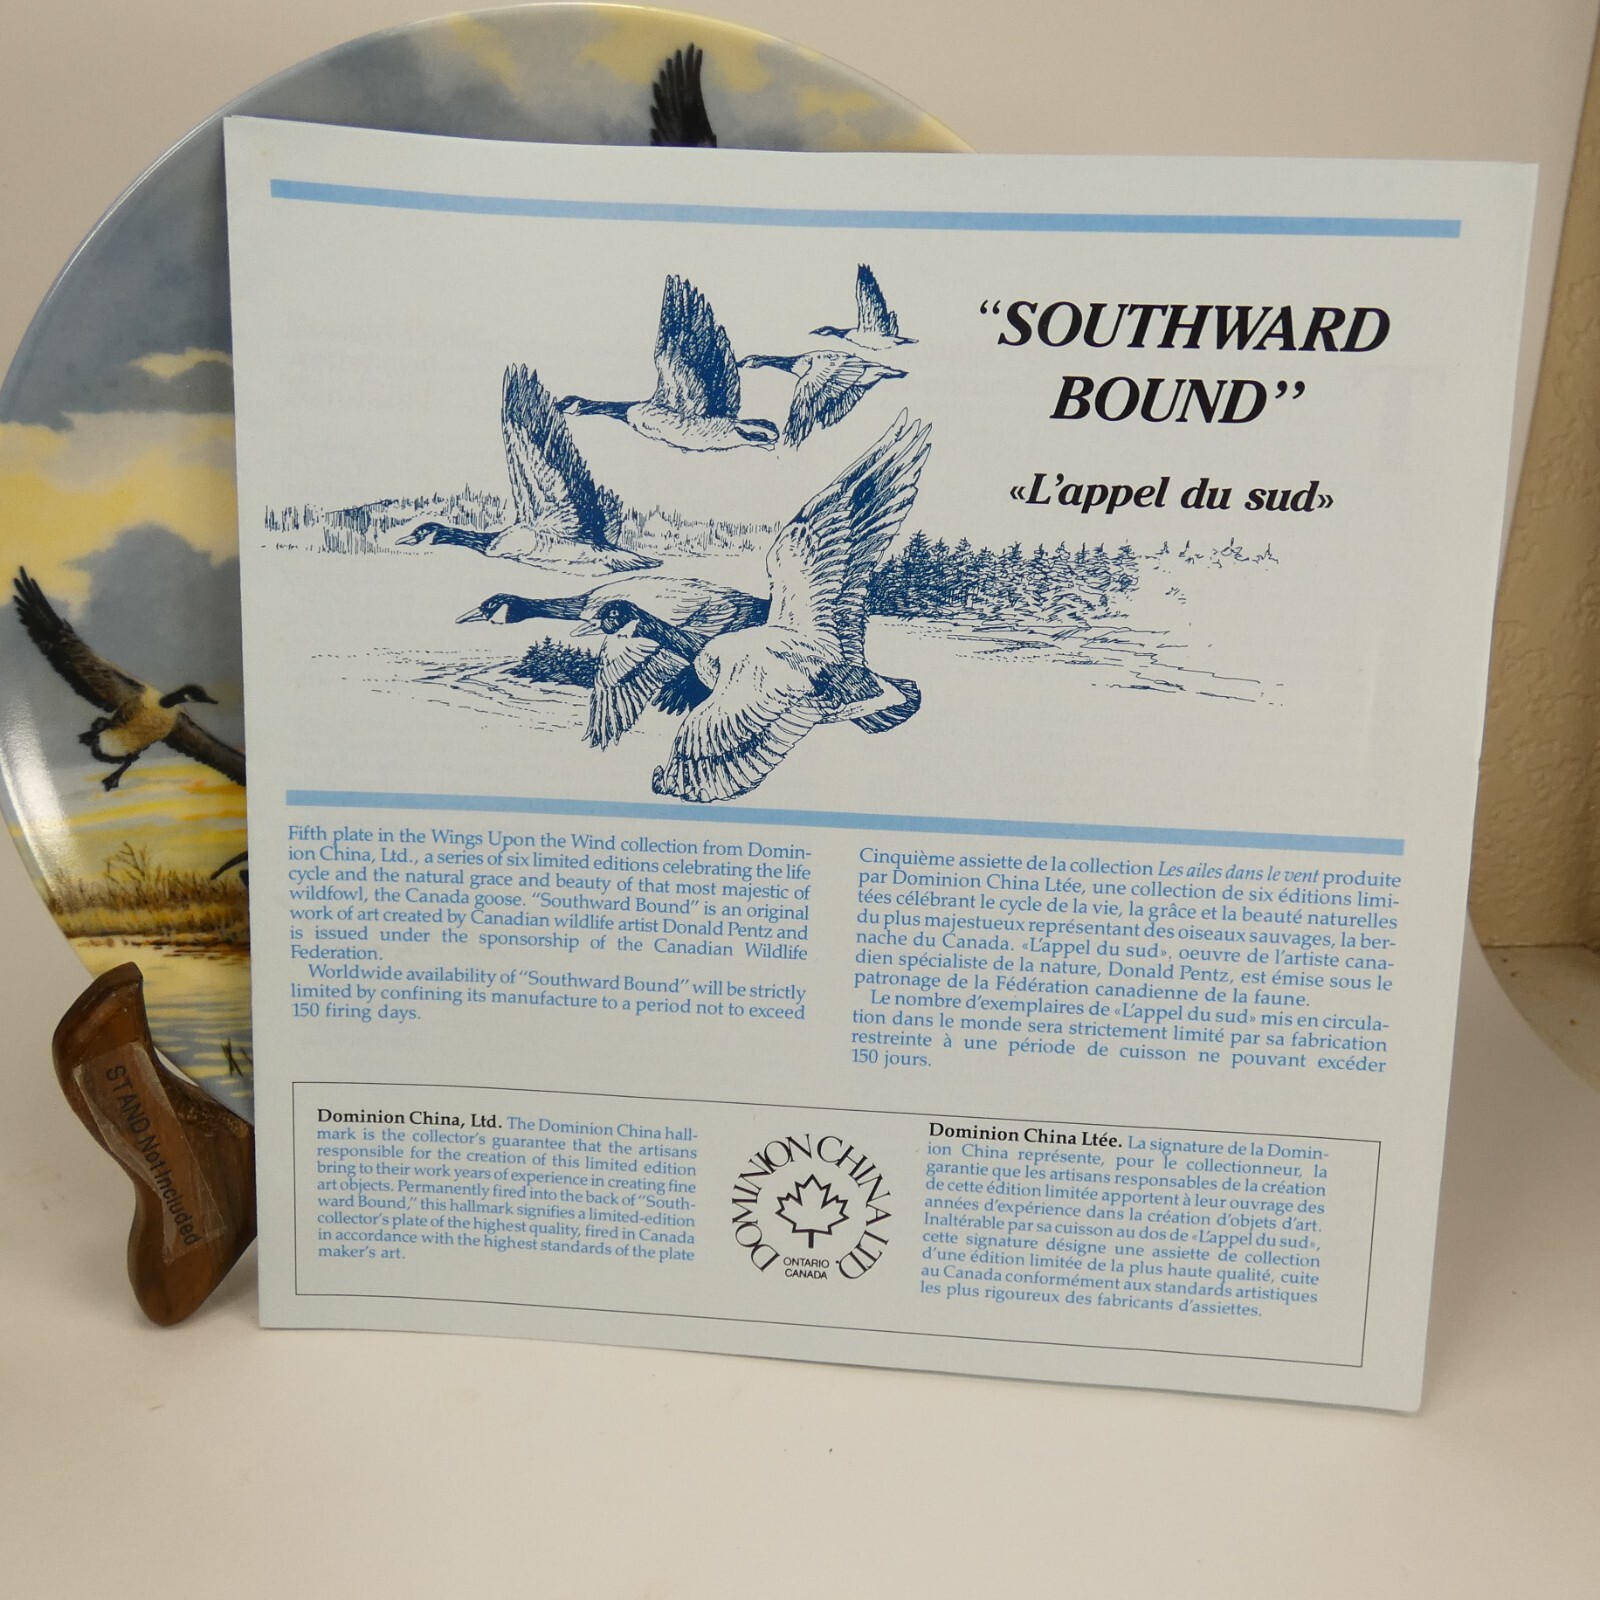 “SOUTHWARD
BOUND”
«L’appel du sud»
Fifth plate in the Wings Upon the Wind collection from Domin-
ion China, Ltd., a series of six limited editions celebrating the life
cycle and the natural grace and beauty of that most majestic of
wildfowl, the Canada goose. “Southward Bound” is an original
work of art created by Canadian wildlife artist Donald Pentz and
is issued under the sponsorship of the Canadian Wildlife
Federation.
Worldwide availability of “Southward Bound” will be strictly
limited by confining its manufacture to a period not to exceed
150 firing days.
Cinquième assiette de la collection Les ailes dans le vent produite
par Dominion China Ltée, une collection de six éditions limi-
tées célébrant le cycle de la vie, la grâce et la beauté naturelles
du plus majestueux représentant des oiseaux sauvages, la ber-
nache du Canada. «L’appel du sud», oeuvre de l’artiste cana-
dien spécialiste de la nature, Donald Pentz, est émise sous le
patronage de la Fédération canadienne de la faune.
Le nombre d’exemplaires de «L’appel du sud» mis en circula-
tion dans le monde sera strictement limité par sa fabrication
restreinte à une période de cuisson ne pouvant excéder
150 jours.
Dominion China, Ltd. The Dominion China hall-
mark is the collector’s guarantee that the artisans
responsible for the creation of this limited edition
bring to their work years of experience in creating fine
art objects. Permanently fired into the back of “South-
ward Bound,” this hallmark signifies a limited-edition
collector’s plate of the highest quality, fired in Canada
in accordance with the highest standards of the plate
maker’s art.
DOMINION CHINA LTD.
ONTARIO
CANADA
Dominion China Ltée. La signature de la Domin-
ion China représente, pour le collectionneur, la
garantie que les artisans responsables de la création
de cette édition limitée apportent à leur ouvrage des
années d’expérience dans la création d’objets d’art.
Inaltérable par sa cuisson au dos de «L’appel du sud»,
cette signature désigne une assiette de collection
d’une édition limitée de la plus haute qualité, cuite
au Canada conformément aux standards artistiques
les plus rigoureux des fabricants d’assiettes.
STAND Not Included